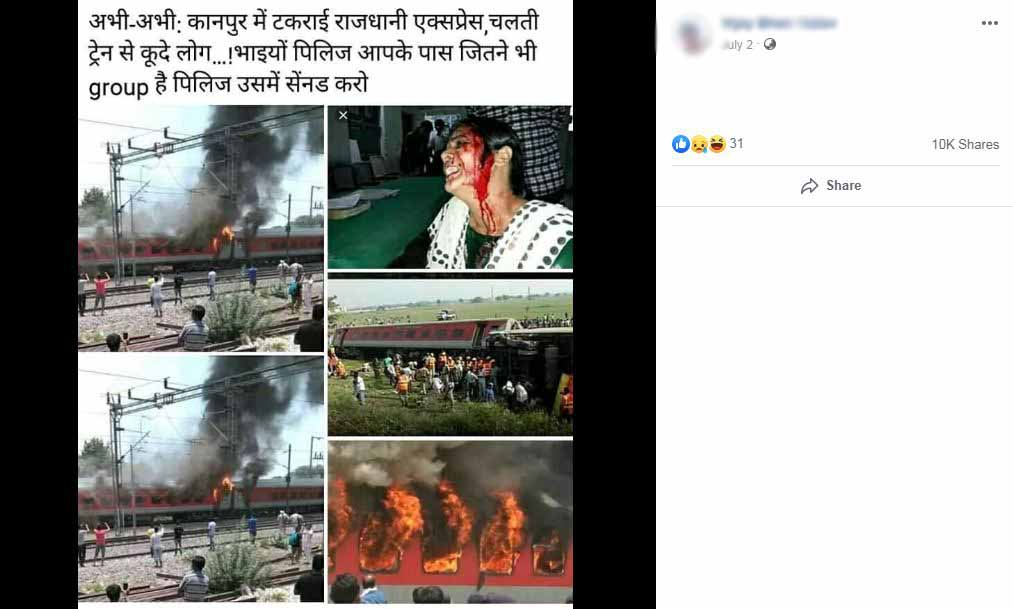 अभी-अभी: कानपुर में टकराई राजधानी एक्सप्रेस,चलती
ट्रेन से कूदे लोग...!भाइयों पिलिज आपके पास जितने भी
group है पिलिज उसमें सेंनड करो
July 2
31
10K Shares
Share